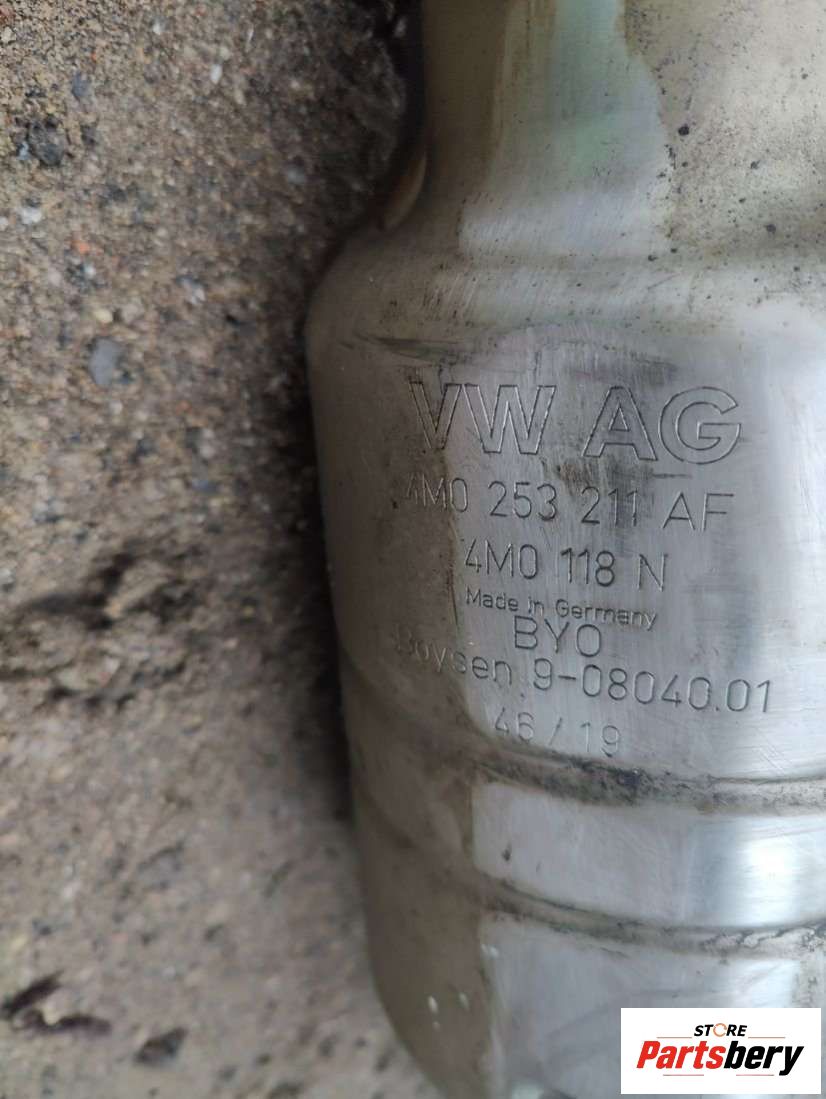 VW AG
4M0 253 211 AF
4M0 118 N
Made in Germany
BYO
Boysen 9-08040.01
46 / 19
STORE
Partsbery